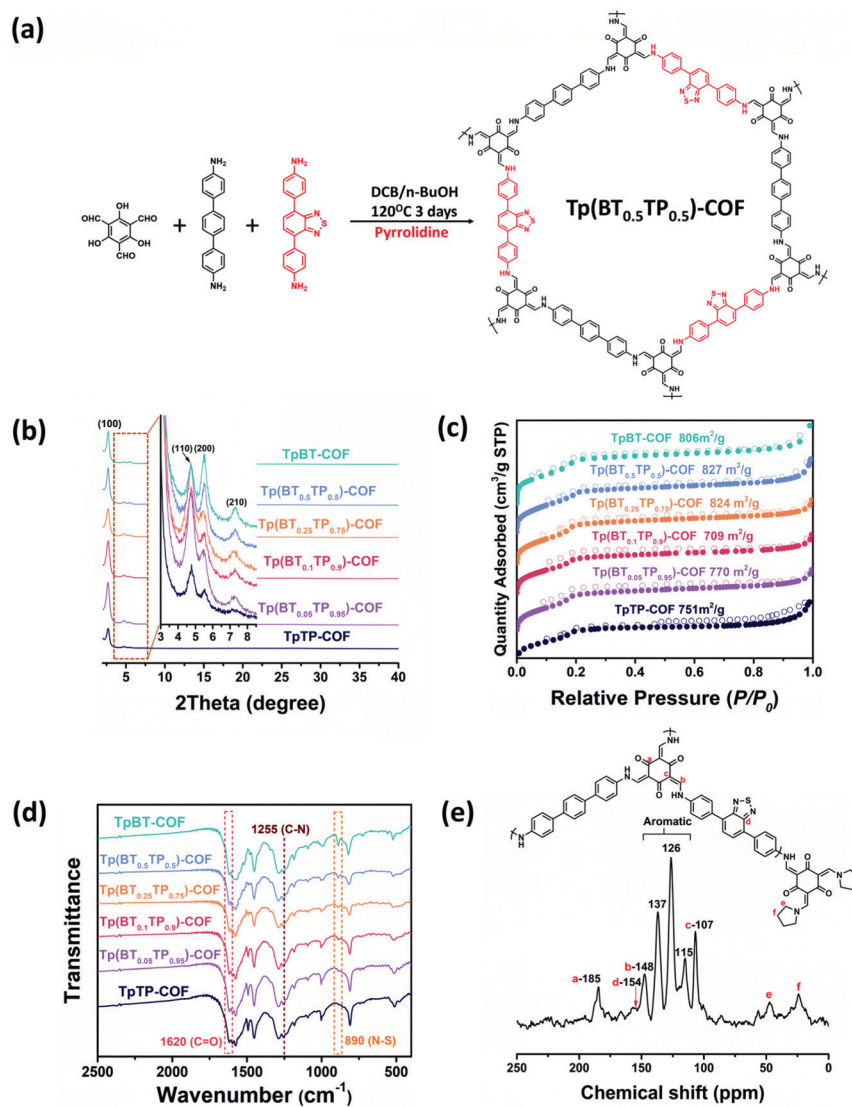 (a)
CHO
OH
CHO
HO
OH
CHO
+
NH₂
NH₂
+
NH₂
N
S
N
NH₂
DCB/n-BuOH
120ᴼC 3 days
Pyrrolidine
Tp(BT₀.₅TP₀.₅)-COF
(b)
(100)
(110)
(200)
(210)
TpBT-COF
Tp(BT₀.₅TP₀.₅)-COF
Tp(BT₀.₂₅TP₀.₇₅)-COF
Tp(BT₀.₁TP₀.₉)-COF
Tp(BT₀.₀₅TP₀.₉₅)-COF
TpTP-COF
3 4 5 6 7 8
5 10 15 20 25 30 35 40
2Theta (degree)
(c)
Quantity Adsorbed (cm³/g STP)
TpBT-COF 806m²/g
Tp(BT₀.₅TP₀.₅)-COF 827 m²/g
Tp(BT₀.₂₅TP₀.₇₅)-COF 824 m²/g
Tp(BT₀.₁TP₀.₉)-COF 709 m²/g
Tp(BT₀.₀₅TP₀.₉₅)-COF 770 m²/g
TpTP-COF 751m²/g
0.0 0.2 0.4 0.6 0.8 1.0
Relative Pressure (P/P₀)
(d)
Transmittance
1255 (C-N)
TpBT-COF
Tp(BT₀.₅TP₀.₅)-COF
Tp(BT₀.₂₅TP₀.₇₅)-COF
Tp(BT₀.₁TP₀.₉)-COF
Tp(BT₀.₀₅TP₀.₉₅)-COF
TpTP-COF
1620 (C=O)
890 (N-S)
2500 2000 1500 1000 500
Wavenumber (cm⁻¹)
(e)
Aromatic
126
137
115
c-107
b-148
d-154
a-185
e
f
250 200 150 100 50 0
Chemical shift (ppm)